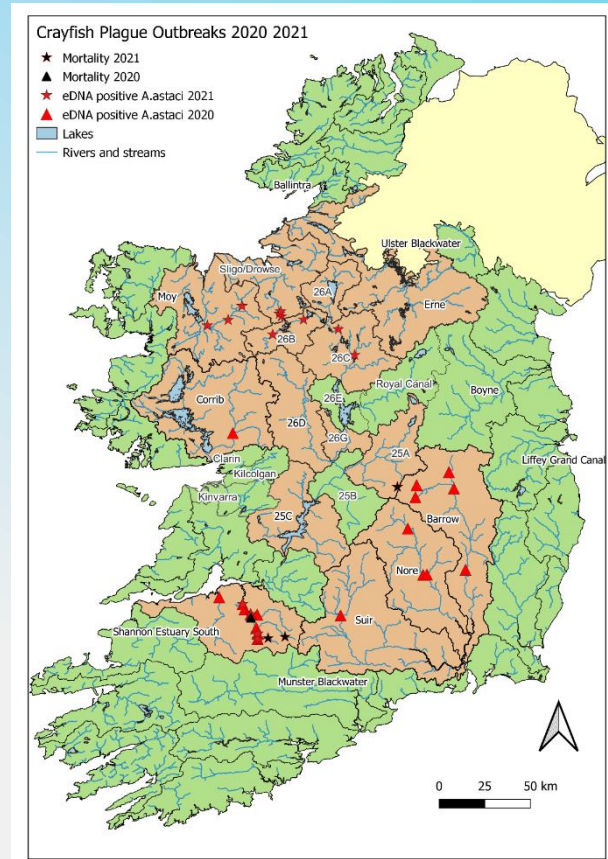 Crayfish Plague Outbreaks 2020 2021
Mortality 2021
Mortality 2020
eDNA positive A.astaci 2021
eDNA positive A.astaci 2020
Lakes
Rivers and streams
Ballintra
Ulster Blackwater
Sligo/Drowse
26A
Moy
Erne
26B
26C
Royal Canal
Boyne
26E
Corrib
26D
26G
25A
Clarin
Kilcolgan
Liffey Grand Canal
Kinvarra
25B
25C
Barrow
Nore
Suir
Shannon Estuary South
Munster Blackwater
0 25 50 km